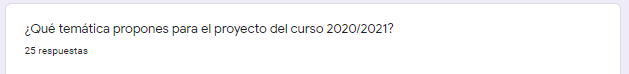 ¿Qué temática propones para el proyecto del curso 2020/2021?
25 respuestas